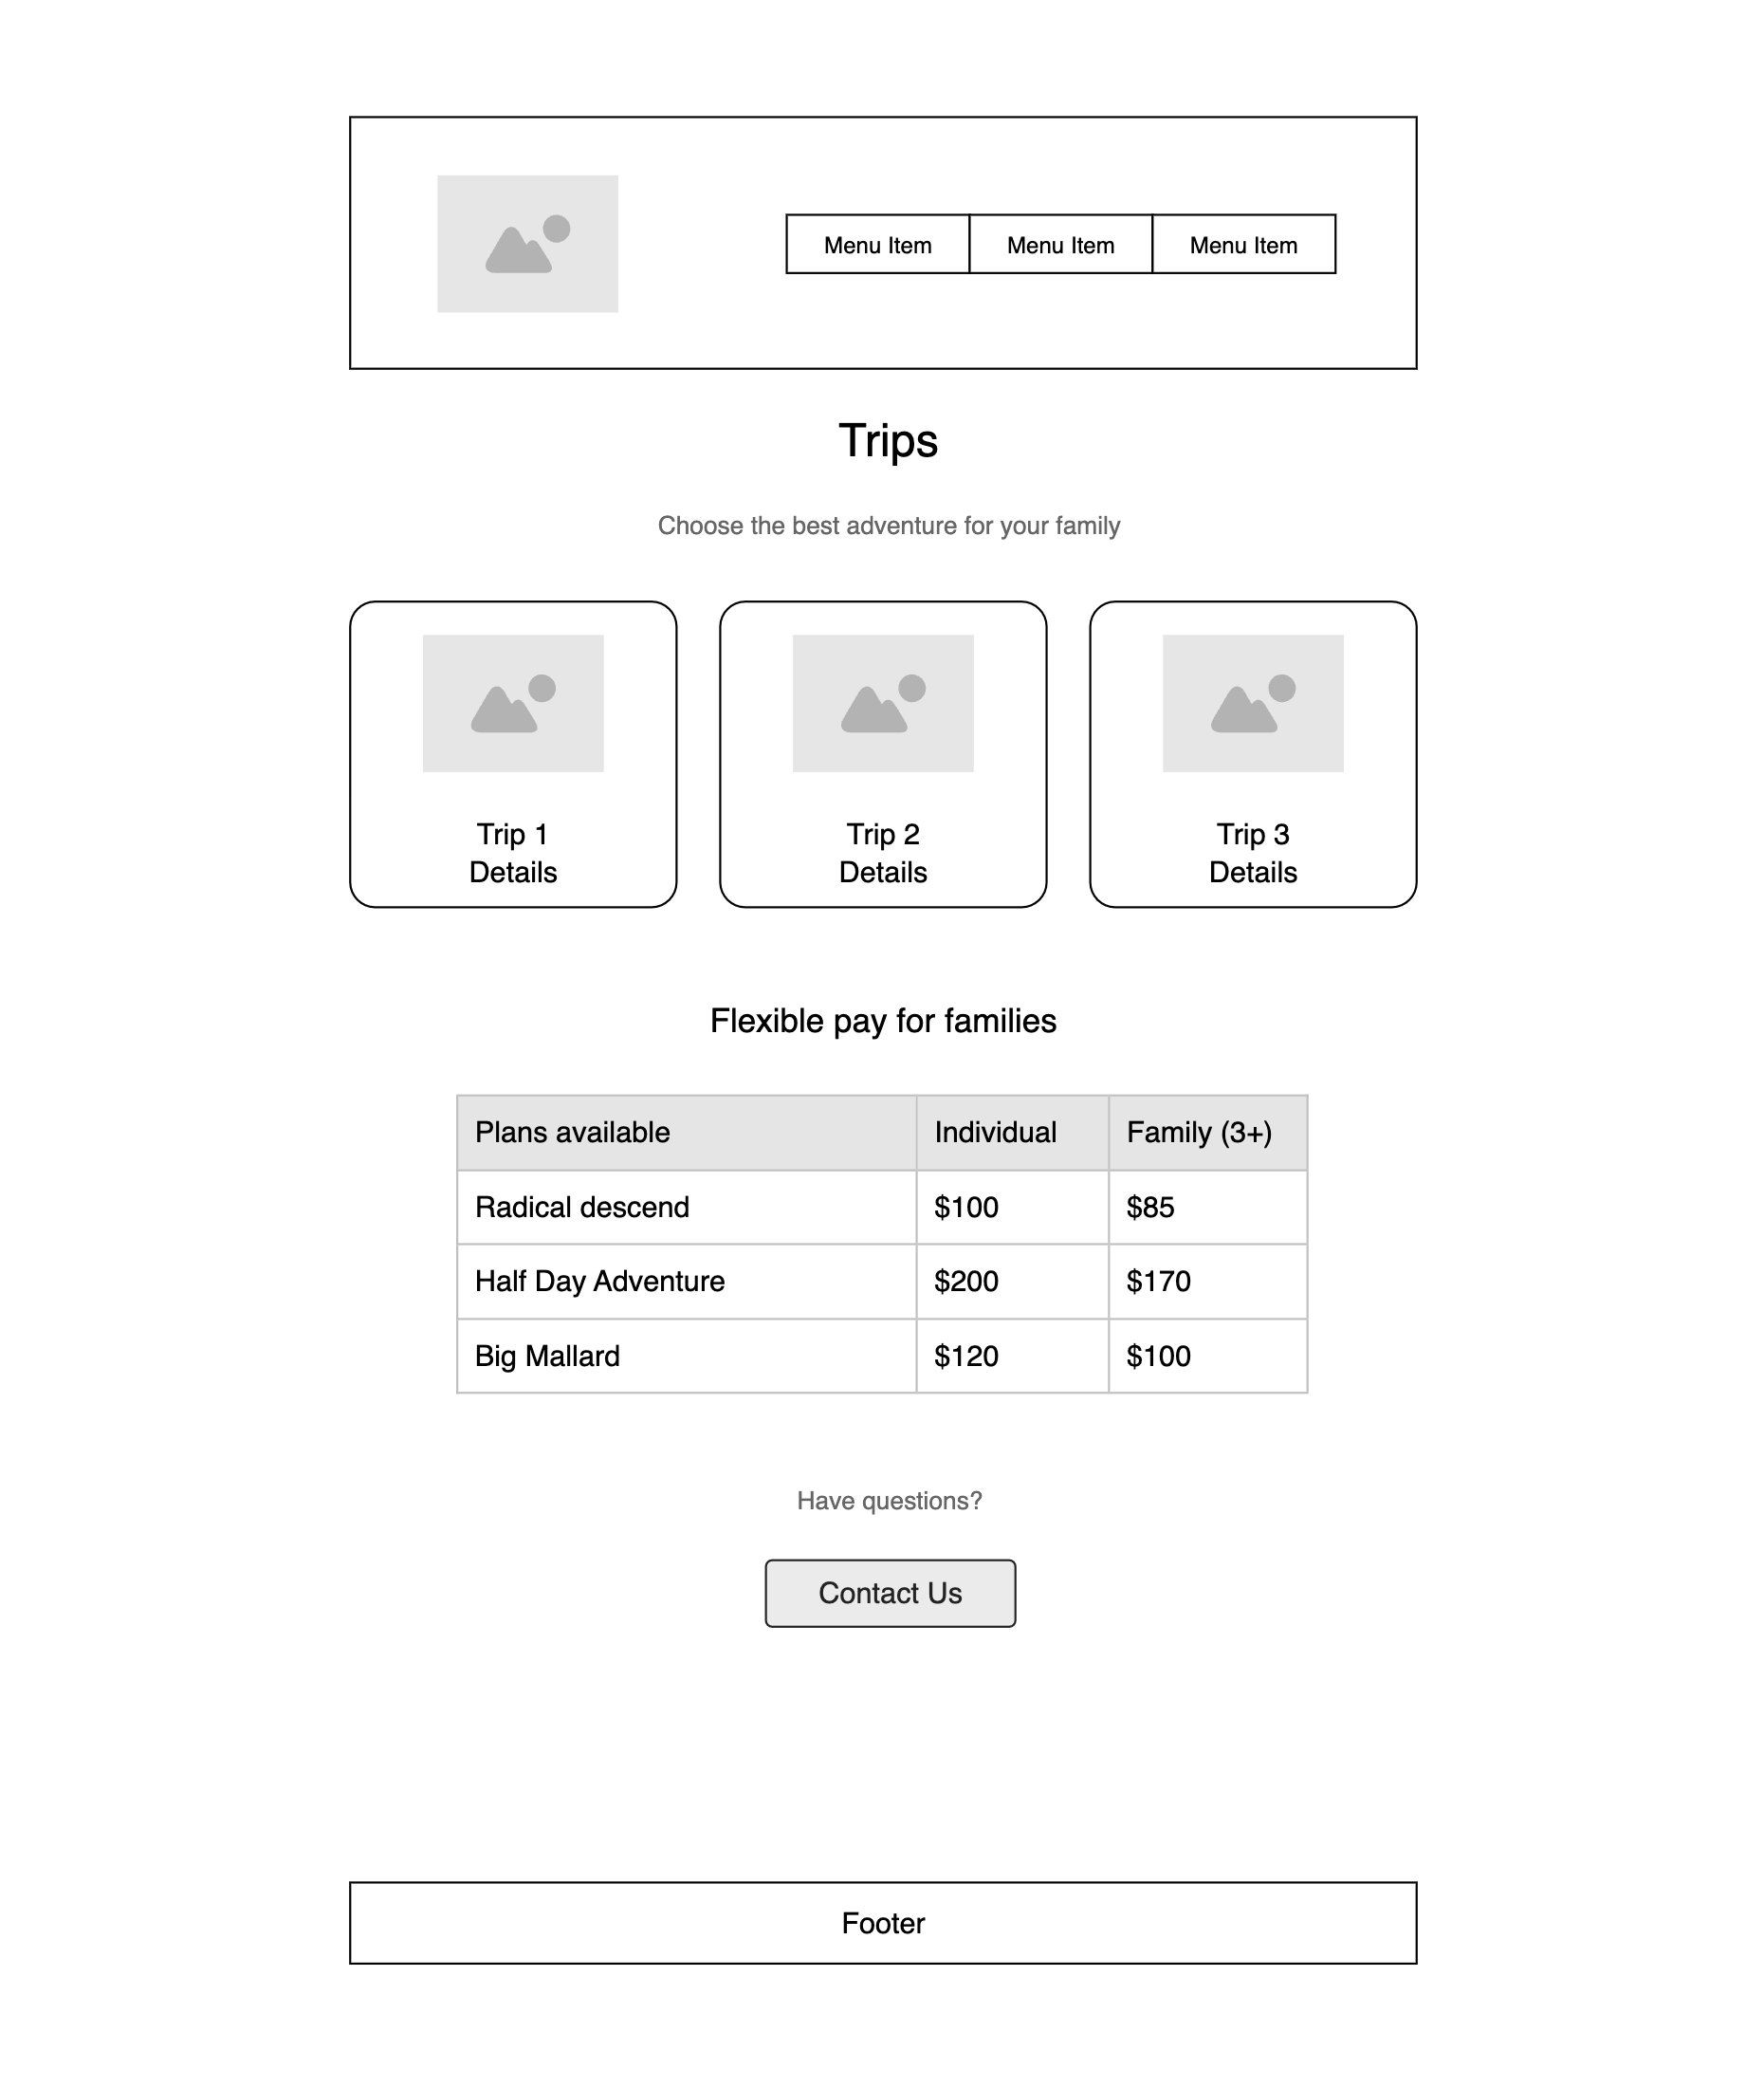 Menu Item Menu Item Menu Item
Trips
Choose the best adventure for your family
Trip 1
Details
Trip 2
Details
Trip 3
Details
Flexible pay for families
Plans available Individual Family (3+)
Radical descend $100 $85
Half Day Adventure $200 $170
Big Mallard $120 $100
Have questions?
Contact Us
Footer